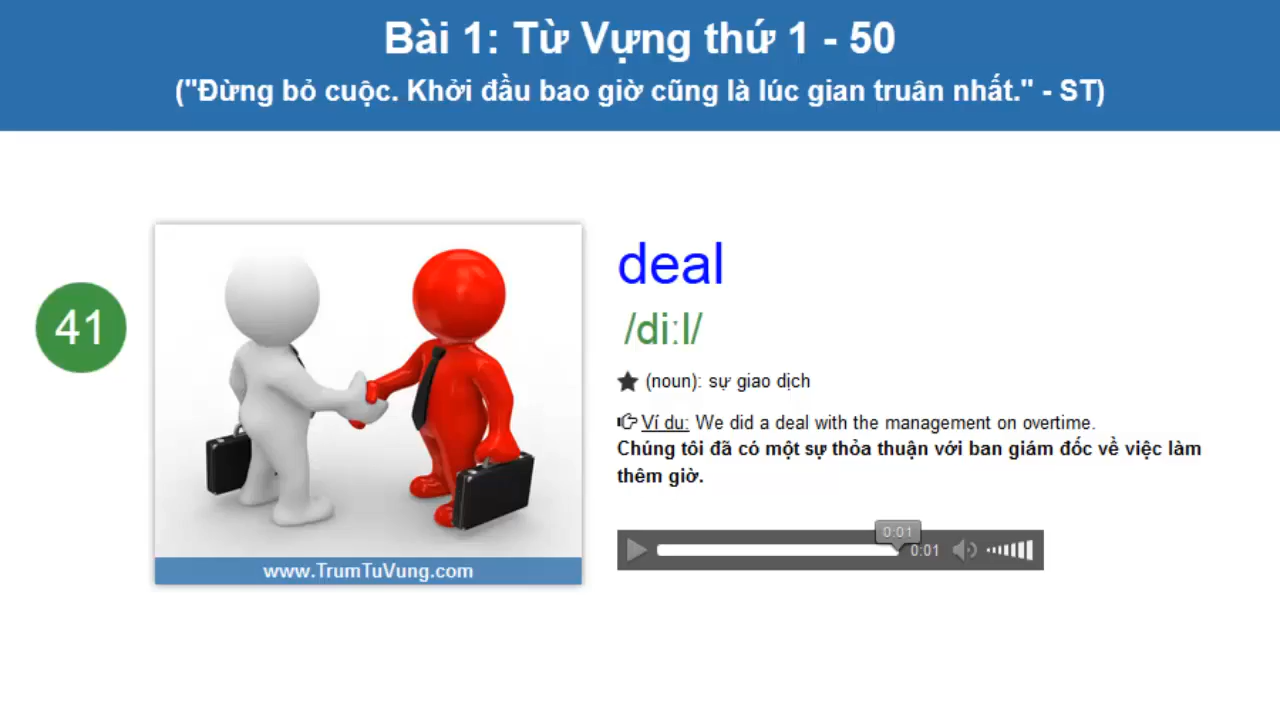 Bài 1: Từ Vựng thứ 1 - 50
("Đừng bỏ cuộc. Khởi đầu bao giờ cũng là lúc gian truân nhất." - ST)
41
deal
/diːl/
(noun): sự giao dịch
Ví dụ: We did a deal with the management on overtime.
Chúng tôi đã có một sự thỏa thuận với ban giám đốc về việc làm
thêm giờ.
0:01
0:01
www.TrumTuVung.com